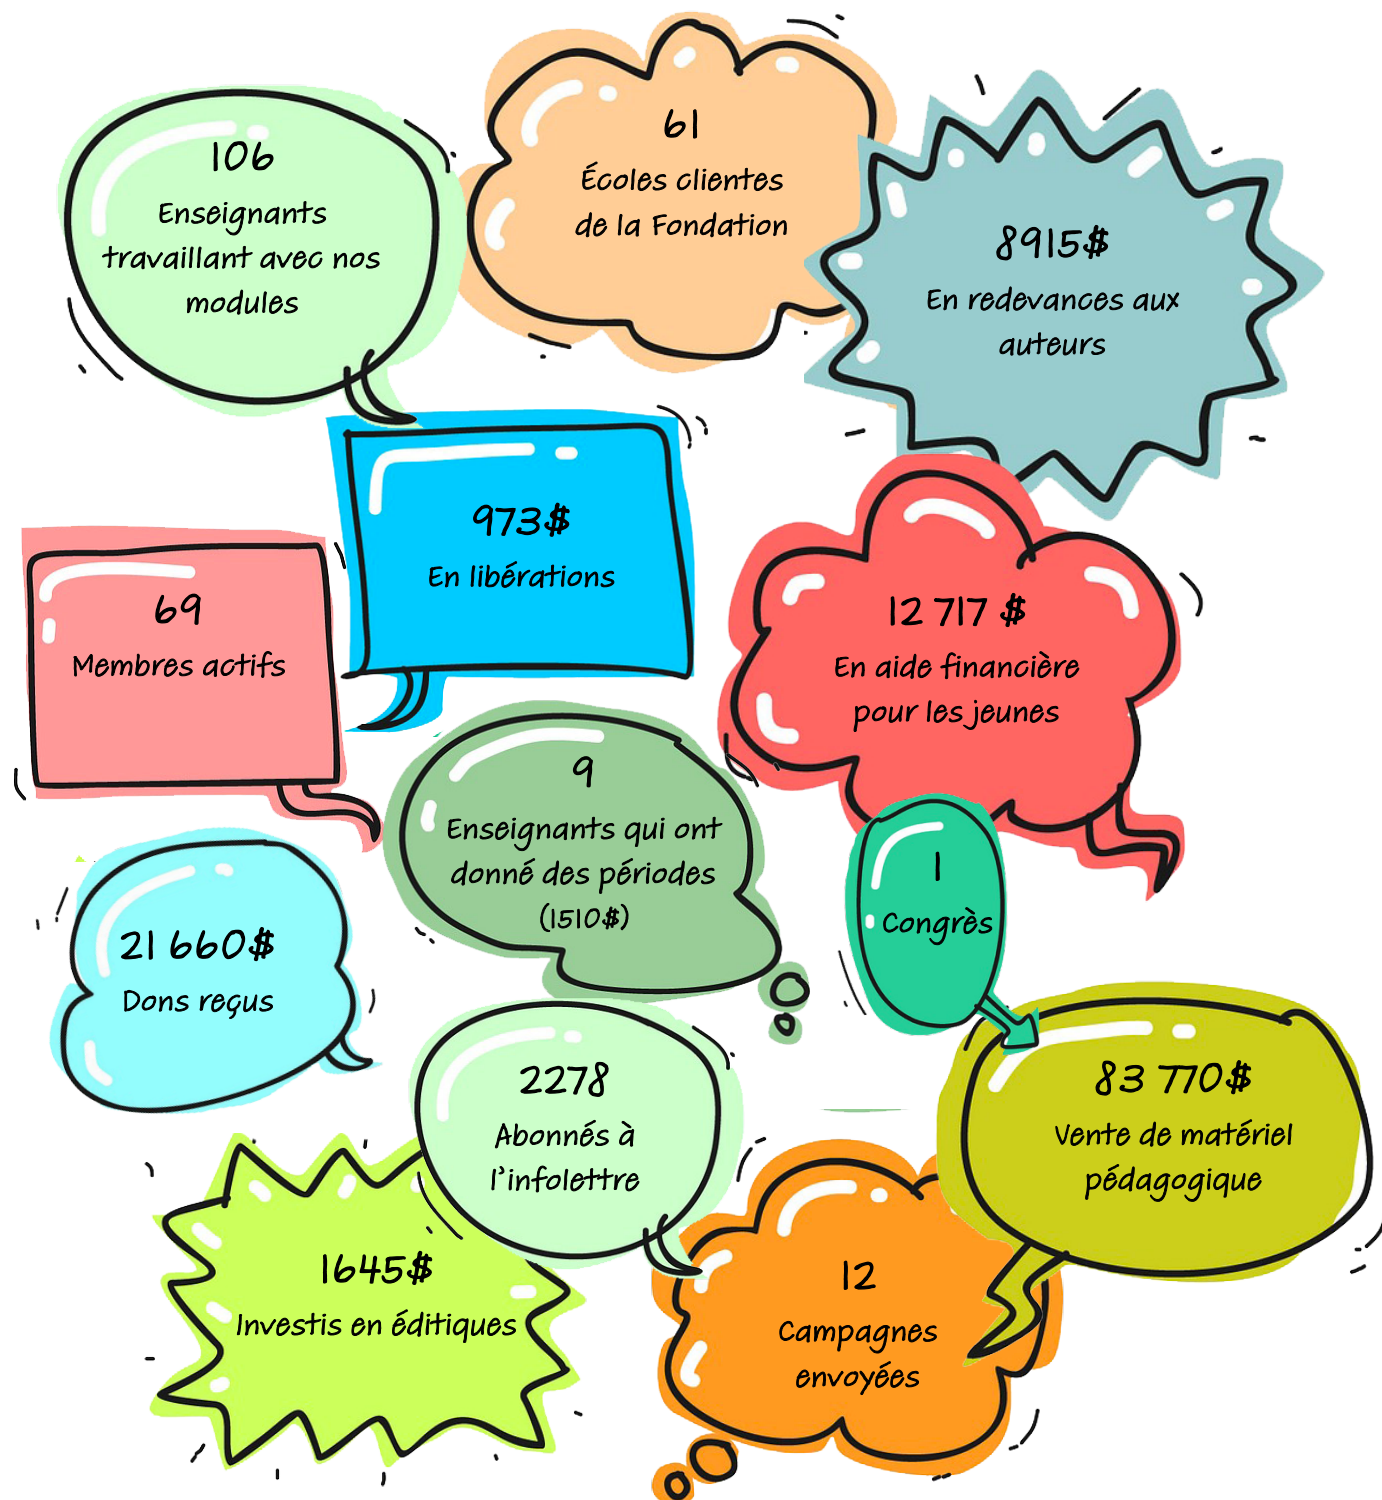 106
Enseignants
travaillant avec nos
modules
61
Écoles clientes
de la Fondation
8915$
En redevances aux
auteurs
973$
En libérations
69
Membres actifs
12 717 $
En aide financière
pour les jeunes
9
Enseignants qui ont
donné des périodes
(1510$)
1
Congrès
21 660$
Dons reçus
2278
Abonnés à
l'infolettre
83 770$
Vente de matériel
pédagogique
1645$
Investis en éditiques
12
Campagnes
envoyées